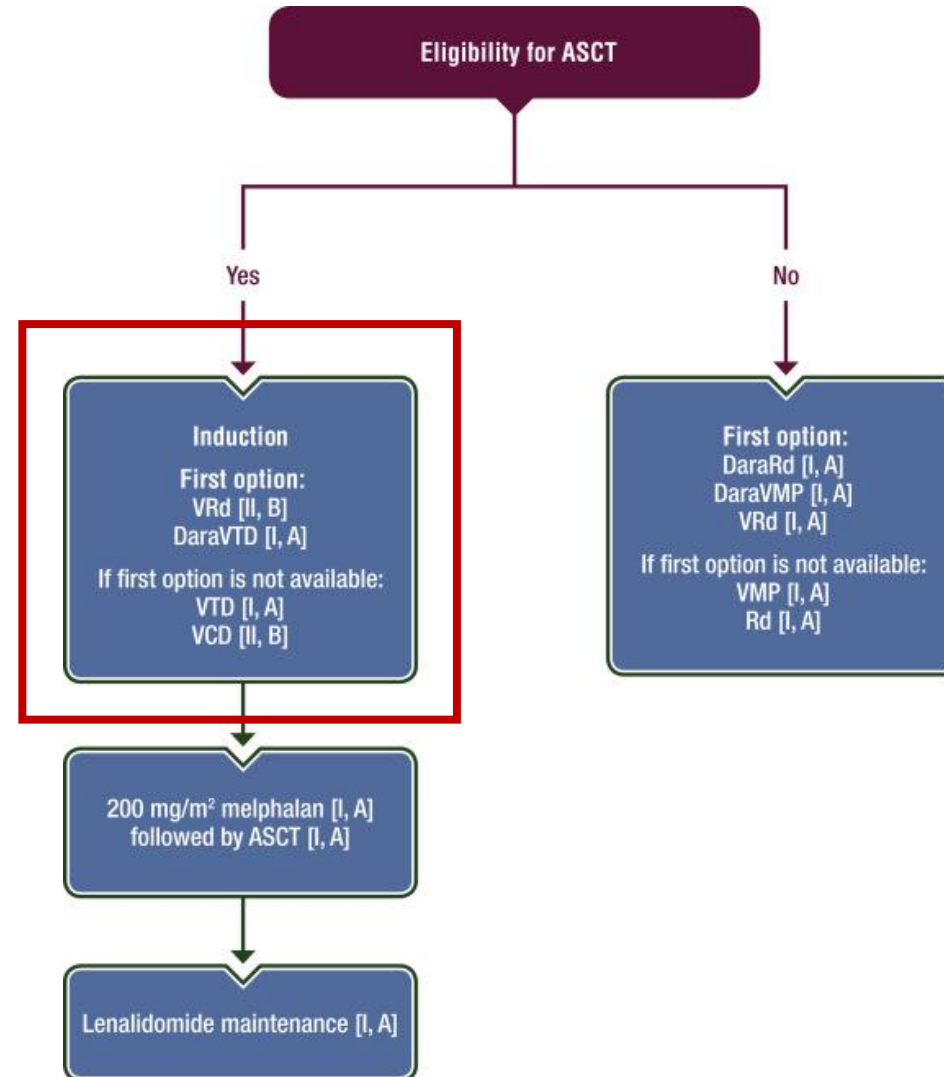 Eligibility for ASCT
Yes
No
Induction
First option:
VRd [II, B]
DaraVTD [I, A]
If first option is not available:
VTD [I, A]
VCD [II, B]
First option:
DaraRd [I, A]
DaraVMP [I, A]
VRd [I, A]
If first option is not available:
VMP [I, A]
Rd [I, A]
200 mg/m² melphalan [I, A]
followed by ASCT [I, A]
Lenalidomide maintenance [I, A]